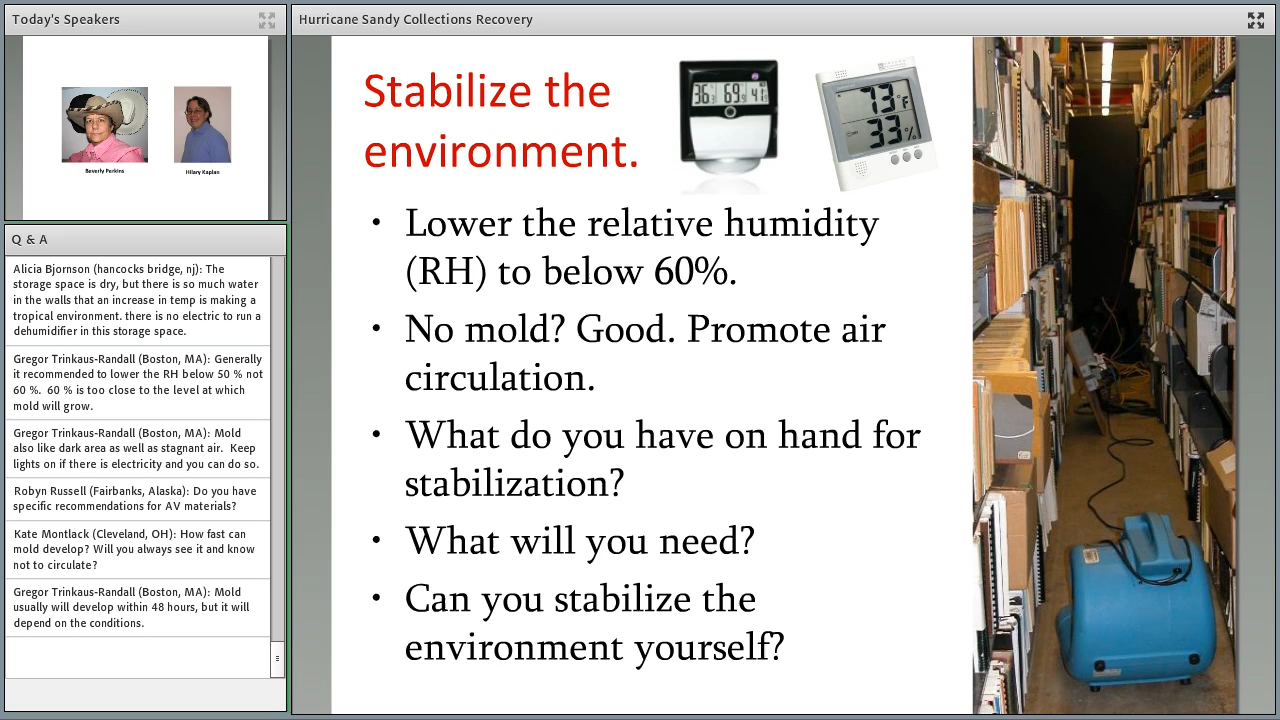 Today's Speakers
Beverly Perkins
Hilary Kaplan
Q & A
Alicia Bjornson (hancocks bridge, nj): The
storage space is dry, but there is so much water
in the walls that an increase in temp is making a
tropical environment. there is no electric to run a
dehumidifier in this storage space.
Gregor Trinkaus-Randall (Boston, MA): Generally
it recommended to lower the RH below 50 % not
60 %.  60 % is too close to the level at which
mold will grow.
Gregor Trinkaus-Randall (Boston, MA): Mold
also like dark area as well as stagnant air.  Keep
lights on if there is electricity and you can do so.
Robyn Russell (Fairbanks, Alaska): Do you have
specific recommendations for AV materials?
Kate Montlack (Cleveland, OH): How fast can
mold develop? Will you always see it and know
not to circulate?
Gregor Trinkaus-Randall (Boston, MA): Mold
usually will develop within 48 hours, but it will
depend on the conditions.
Hurricane Sandy Collections Recovery
Stabilize the
environment.
73°F
33%
• Lower the relative humidity
(RH) to below 60%.
• No mold? Good. Promote air
circulation.
• What do you have on hand for
stabilization?
• What will you need?
• Can you stabilize the
environment yourself?